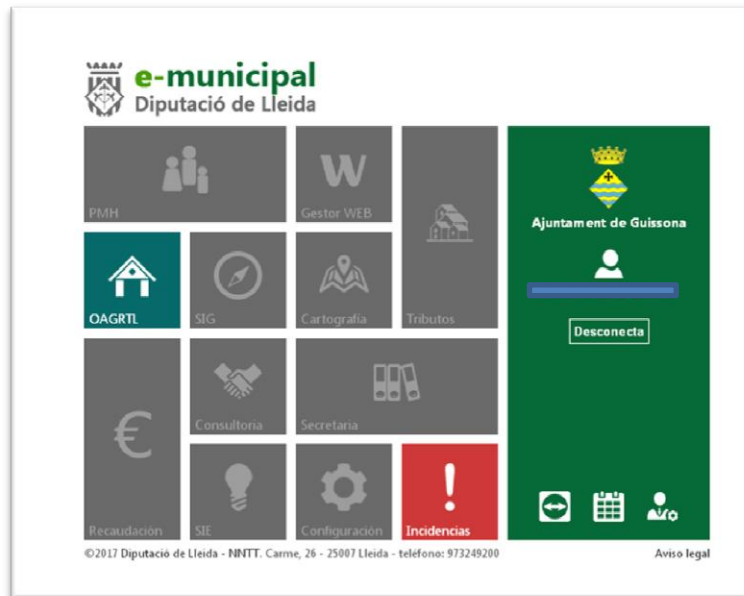 e-municipal
Diputació de Lleida
PMH
Gestor WEB
Ajuntament de Guissona
OAGRTL
SIG
Cartografía
Tributos
Desconecta
Consultoria
Secretaria
€
Recaudación
SIE
Configuración
Incidencias
©2017 Diputació de Lleida - NNTT. Carme, 26 - 25007 Lleida - teléfono: 973249200
Aviso legal